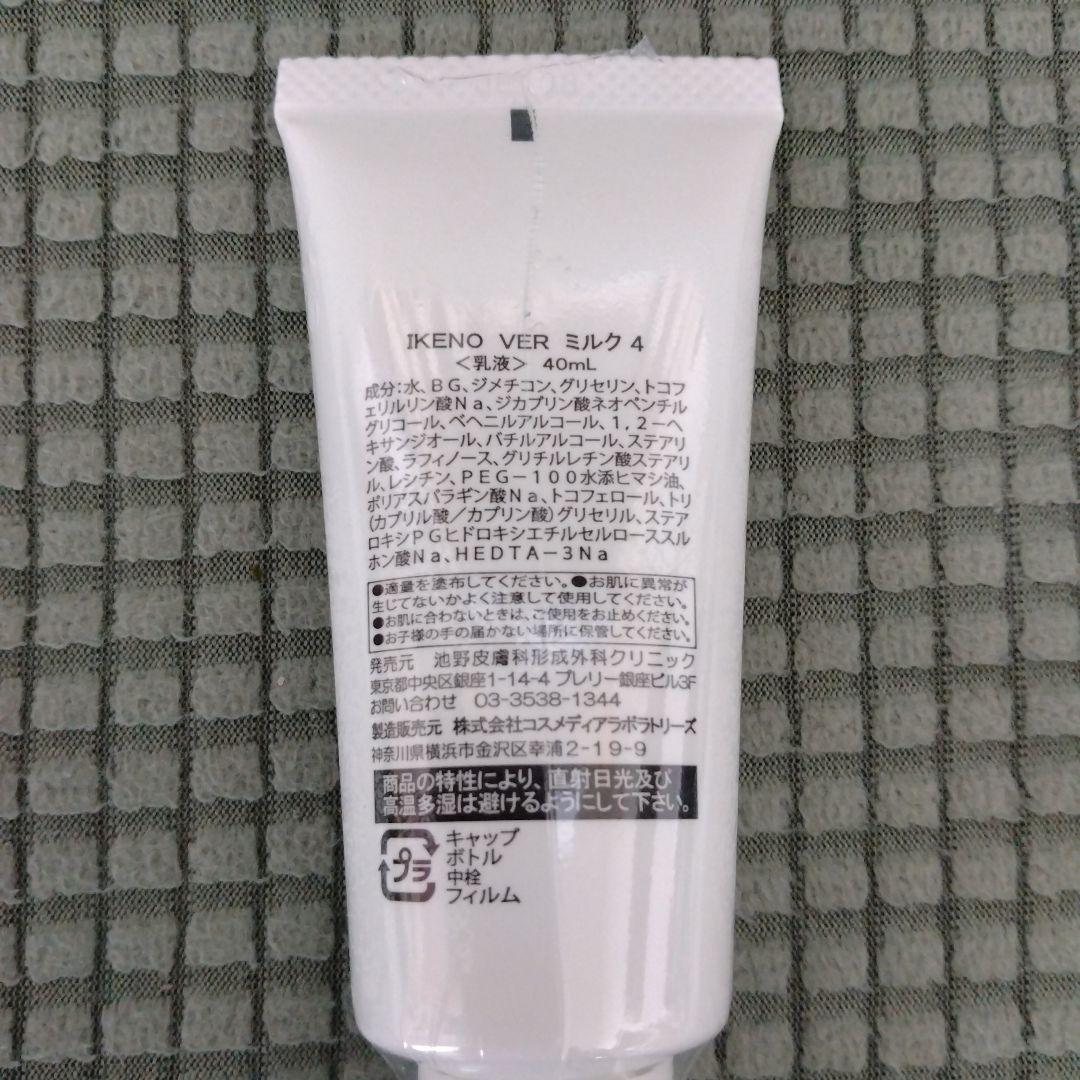 IKENO VER ミルク4
＜乳液＞ 40mL
成分：水、BG、ジメチコン、グリセリン、トコフ
ェリルリン酸Na、ジカプリン酸ネオペンチル
グリコール、ベヘニルアルコール、1,2－ヘ
キサンジオール、バチルアルコール、ステアリ
ン酸、ラフィノース、グリチルレチン酸ステアリ
ル、レシチン、PEG－100水添ヒマシ油、
ポリアスパラギン酸Na、トコフェロール、トリ
（カプリル酸／カプリン酸）グリセリル、ステア
ロキシPGヒドロキシエチルセルローススル
ホン酸Na、HEDTA－3Na
●適量を塗布してください。●お肌に異常が
生じてないかよく注意して使用してください。
●お肌に合わないときは、ご使用をお止めください。
●お子様の手の届かない場所に保管してください。
発売元 池野皮膚科形成外科クリニック
東京都中央区銀座1-14-4 プレリー銀座ビル3F
お問い合わせ 03-3538-1344
製造販売元 株式会社コスメディアラボラトリーズ
神奈川県横浜市金沢区幸浦2-19-9
商品の特性により、直射日光及び
高温多湿は避けるようにして下さい。
プラ
キャップ
ボトル
中栓
フィルム